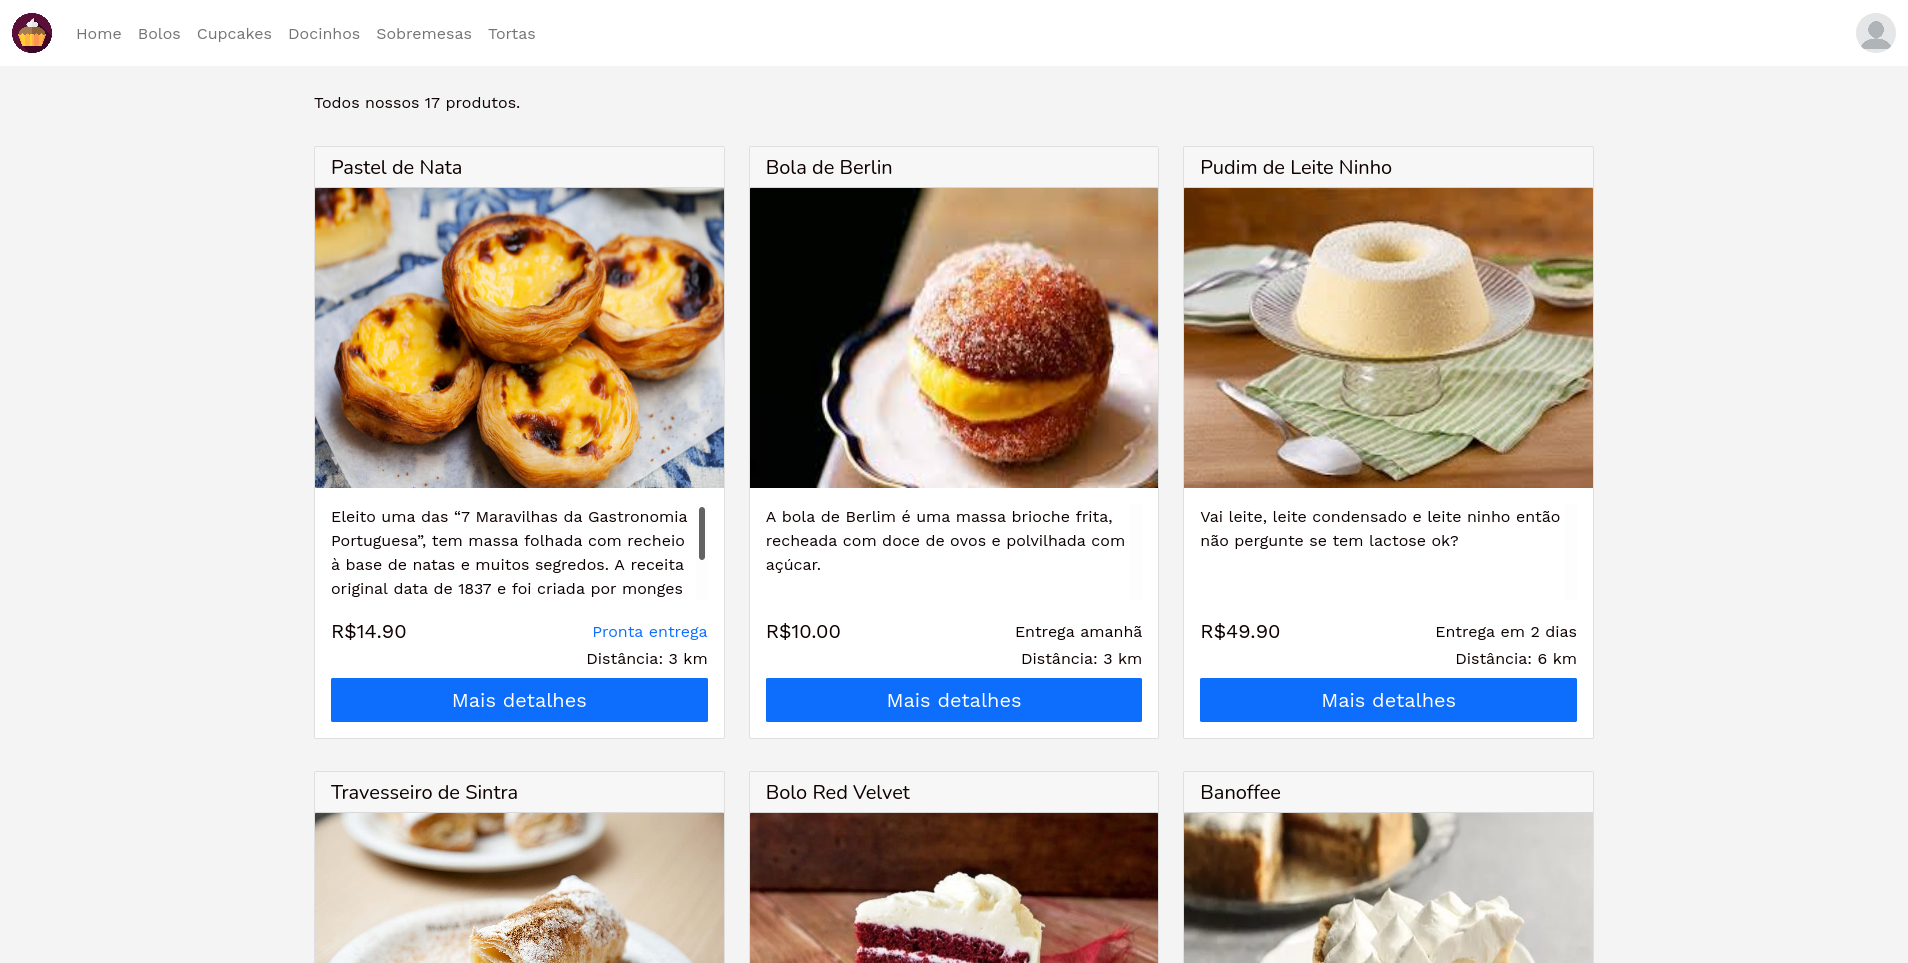 Home Bolos Cupcakes Docinhos Sobremesas Tortas
Todos nossos 17 produtos.
Pastel de Nata
Eleito uma das “7 Maravilhas da Gastronomia
Portuguesa”, tem massa folhada com recheio
à base de natas e muitos segredos. A receita
original data de 1837 e foi criada por monges
R$14.90
Pronta entrega
Distância: 3 km
Mais detalhes
Bola de Berlin
A bola de Berlim é uma massa brioche frita,
recheada com doce de ovos e polvilhada com
açúcar.
R$10.00
Entrega amanhã
Distância: 3 km
Mais detalhes
Pudim de Leite Ninho
Vai leite, leite condensado e leite ninho então
não pergunte se tem lactose ok?
R$49.90
Entrega em 2 dias
Distância: 6 km
Mais detalhes
Travesseiro de Sintra
Bolo Red Velvet
Banoffee